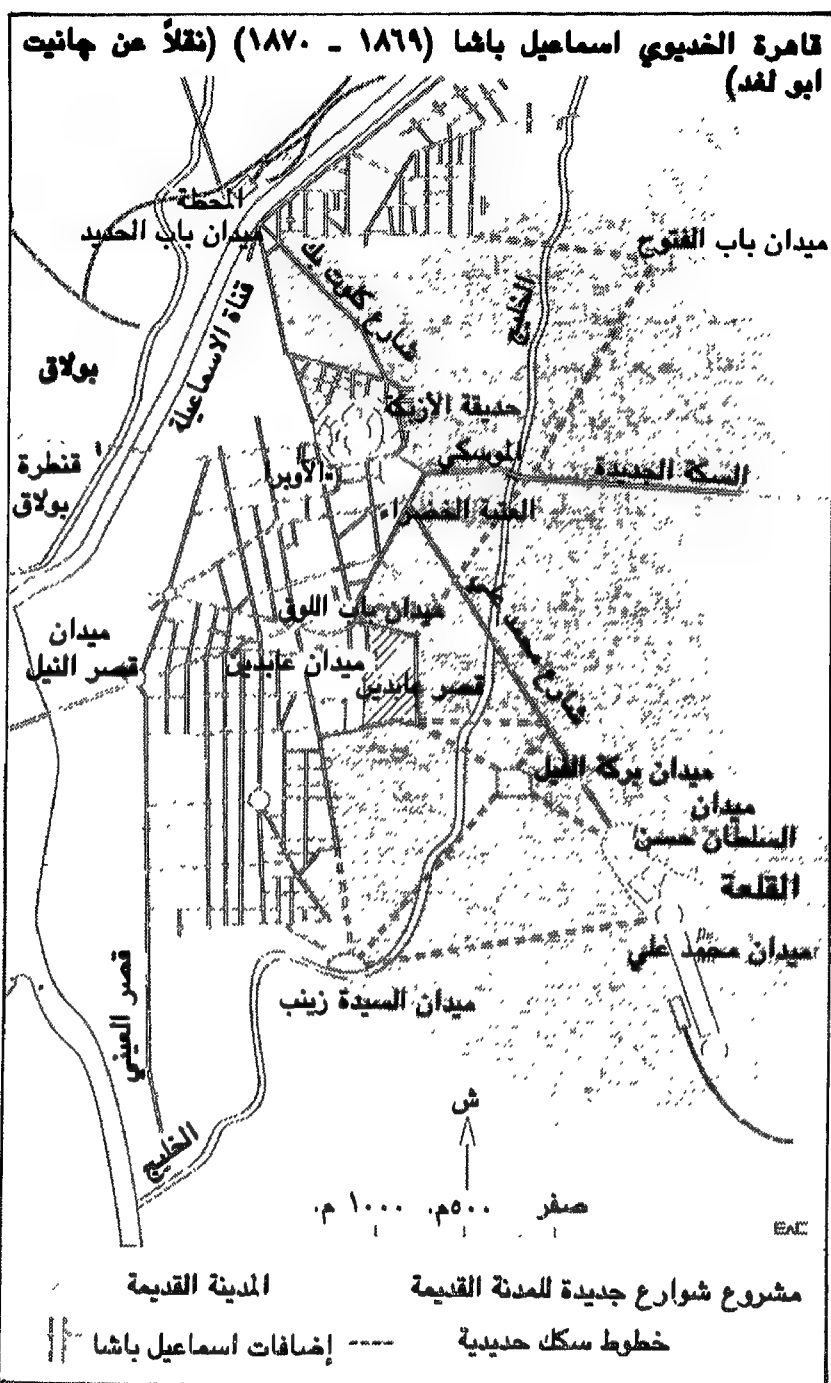 قاهرة الخديوي اسماعيل باشا (١٨٦٩ - ١٨٧٠) (نقلاً عن جانيت
ابو لغد)
المحطة
ميدان باب الحديد
ميدان باب الفتوح
شارع كلوت بك
الخليج
قناة الاسماعيلة
بولاق
حديقة الأزبكة
الموسكي
السكة الجديدة
الأوبرا
قنطرة
بولاق
العتبة الخضراء
ميدان باب اللوق
شارع محمد علي
ميدان
قصر النيل
ميدان عابدين
قصر عابدين
ميدان بركة الفيل
ميدان
السلطان حسن
القلعة
ميدان محمد علي
قصر العيني
ميدان السيدة زينب
الخليج
ش
صفر ٥٠٠م. ١٠٠٠ م.
EAC
مشروع شوارع جديدة للمدنة القديمة
المدينة القديمة
خطوط سكك حديدية
إضافات اسماعيل باشا